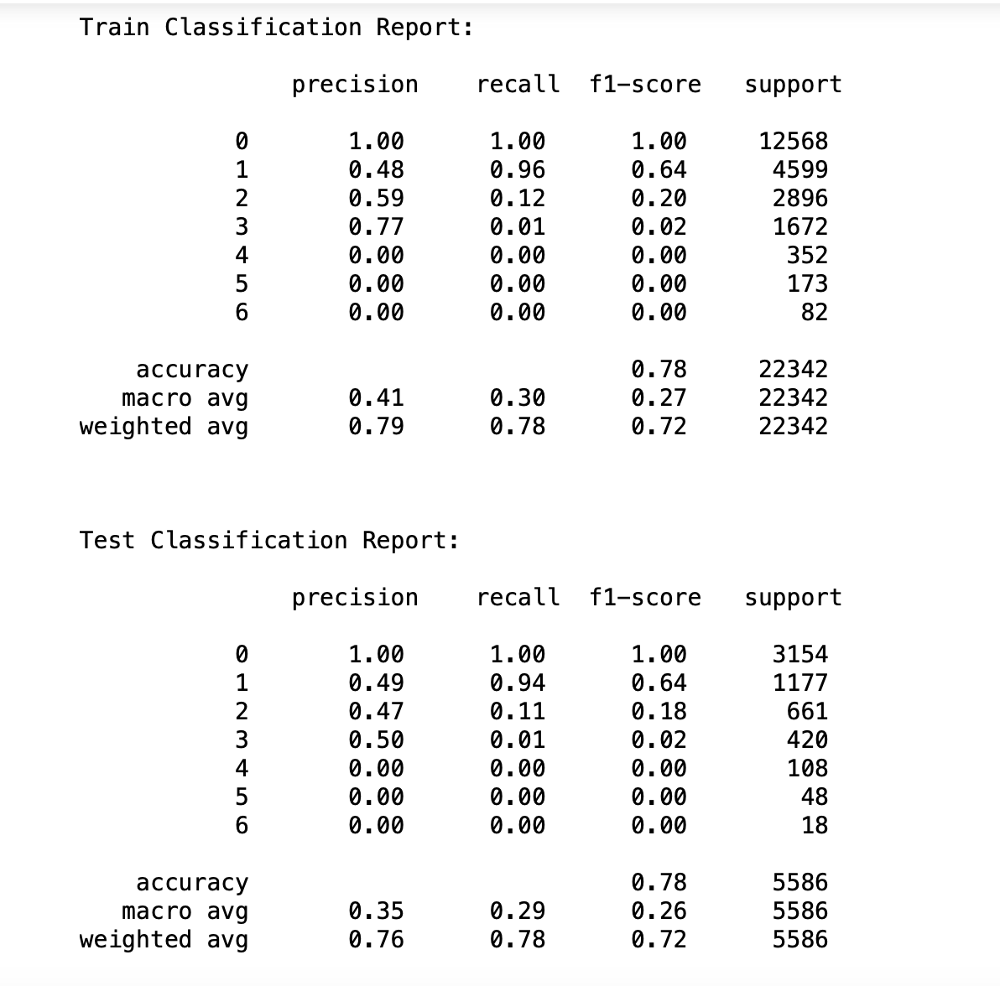 Train Classification Report:
precision recall f1-score support
0 1.00 1.00 1.00 12568
1 0.48 0.96 0.64 4599
2 0.59 0.12 0.20 2896
3 0.77 0.01 0.02 1672
4 0.00 0.00 0.00 352
5 0.00 0.00 0.00 173
6 0.00 0.00 0.00 82
accuracy 0.78 22342
macro avg 0.41 0.30 0.27 22342
weighted avg 0.79 0.78 0.72 22342
Test Classification Report:
precision recall f1-score support
0 1.00 1.00 1.00 3154
1 0.49 0.94 0.64 1177
2 0.47 0.11 0.18 661
3 0.50 0.01 0.02 420
4 0.00 0.00 0.00 108
5 0.00 0.00 0.00 48
6 0.00 0.00 0.00 18
accuracy 0.78 5586
macro avg 0.35 0.29 0.26 5586
weighted avg 0.76 0.78 0.72 5586